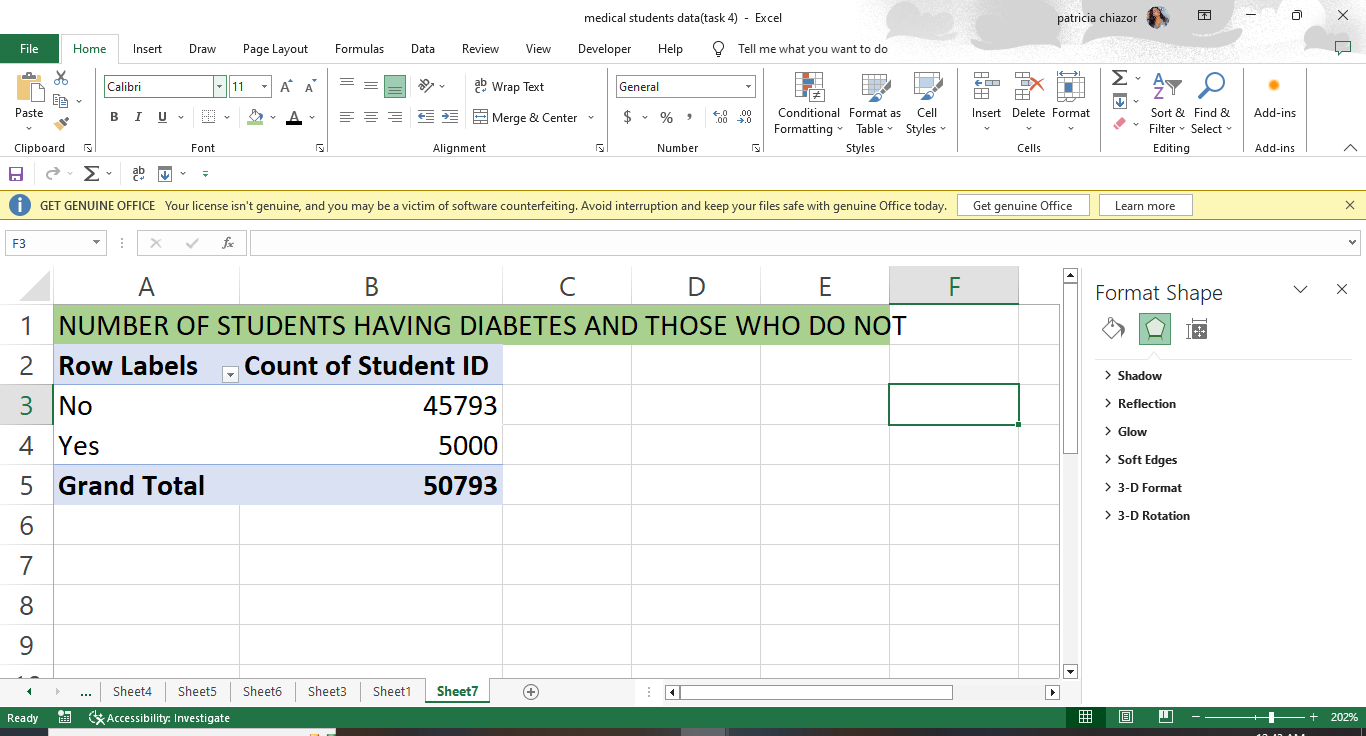 medical students data(task 4) - Excel
patricia chiazor
File Home Insert Draw Page Layout Formulas Data Review View Developer Help Tell me what you want to do
Calibri 11
Wrap Text
General
Paste
B I U A
Merge & Center
$ % ,
Conditional Formatting
Format as Table
Cell Styles
Insert Delete Format
Sort & Filter
Find & Select
Add-ins
Clipboard Font Alignment Number Styles Cells Editing Add-ins
GET GENUINE OFFICE Your license isn't genuine, and you may be a victim of software counterfeiting. Avoid interruption and keep your files safe with genuine Office today. Get genuine Office Learn more
F3 fx
A B C D E F
1 NUMBER OF STUDENTS HAVING DIABETES AND THOSE WHO DO NOT
2 Row Labels Count of Student ID
3 No 45793
4 Yes 5000
5 Grand Total 50793
6
7
8
9
Format Shape
Shadow
Reflection
Glow
Soft Edges
3-D Format
3-D Rotation
... Sheet4 Sheet5 Sheet6 Sheet3 Sheet1 Sheet7
Ready Accessibility: Investigate 202%